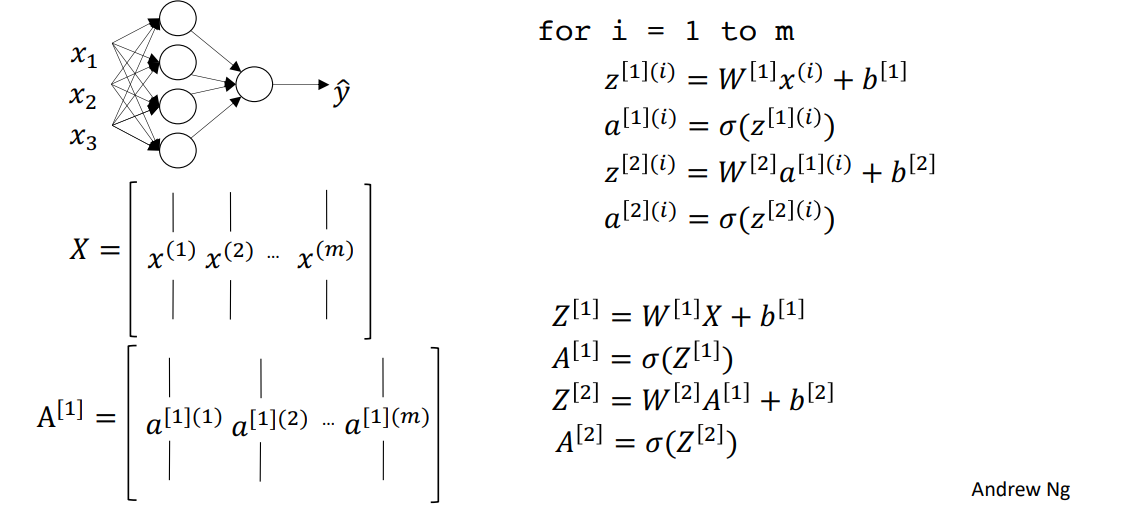 x₁
x₂
x₃
ŷ
X = [ x⁽¹⁾ x⁽²⁾ … x⁽ᵐ⁾ ]
A^[1] = [ a^[1](1) a^[1](2) … a^[1](m) ]
for i = 1 to m
z^[1](i) = W^[1]x^(i) + b^[1]
a^[1](i) = σ(z^[1](i))
z^[2](i) = W^[2]a^[1](i) + b^[2]
a^[2](i) = σ(z^[2](i))
Z^[1] = W^[1]X + b^[1]
A^[1] = σ(Z^[1])
Z^[2] = W^[2]A^[1] + b^[2]
A^[2] = σ(Z^[2])
Andrew Ng